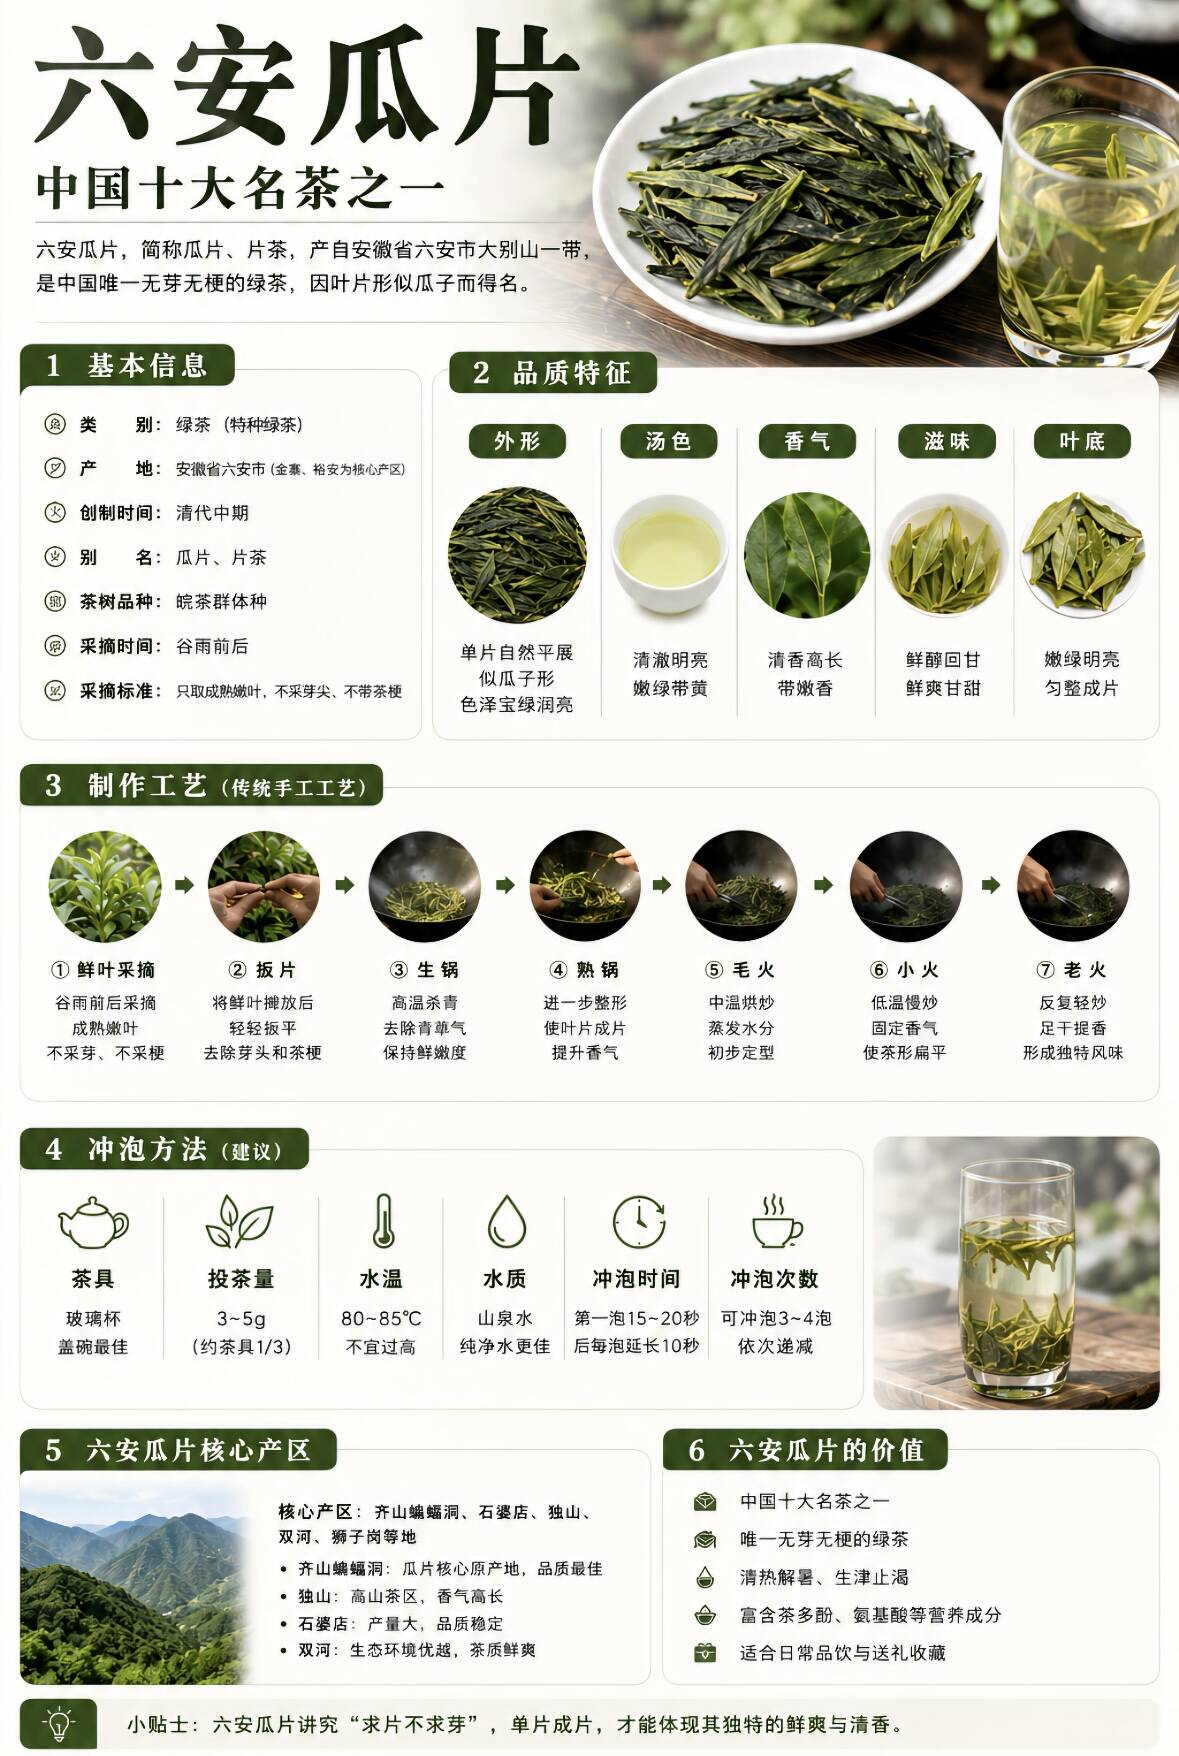 六安瓜片
中国十大名茶之一
六安瓜片，简称瓜片、片茶，产自安徽省六安市大别山一带，
是中国唯一无芽无梗的绿茶，因叶片形似瓜子而得名。
1 基本信息
类 别：绿茶（特种绿茶）
产 地：安徽省六安市（金寨、裕安为核心产区）
创制时间：清代中期
别 名：瓜片、片茶
茶树品种：皖茶群体种
采摘时间：谷雨前后
采摘标准：只取成熟嫩叶，不采芽尖、不带茶梗
2 品质特征
外形
单片自然平展
似瓜子形
色泽宝绿润亮
汤色
清澈明亮
嫩绿带黄
香气
清香高长
带嫩香
滋味
鲜醇回甘
鲜爽甘甜
叶底
嫩绿明亮
匀整成片
3 制作工艺（传统手工工艺）
① 鲜叶采摘
谷雨前后采摘
成熟嫩叶
不采芽、不采梗
② 扳片
将鲜叶摊放后
轻轻扳平
去除芽头和茶梗
③ 生锅
高温杀青
去除青草气
保持鲜嫩度
④ 熟锅
进一步整形
使叶片成片
提升香气
⑤ 毛火
中温烘炒
蒸发水分
初步定型
⑥ 小火
低温慢炒
固定香气
使茶形扁平
⑦ 老火
反复轻炒
足干提香
形成独特风味
4 冲泡方法（建议）
茶具
玻璃杯
盖碗最佳
投茶量
3~5g
（约茶具1/3）
水温
80~85℃
不宜过高
水质
山泉水
纯净水更佳
冲泡时间
第一泡15~20秒
后每泡延长10秒
冲泡次数
可冲泡3~4泡
依次递减
5 六安瓜片核心产区
核心产区：齐山蝙蝠洞、石婆店、独山、
双河、狮子岗等地
• 齐山蝙蝠洞：瓜片核心原产地，品质最佳
• 独山：高山茶区，香气高长
• 石婆店：产量大，品质稳定
• 双河：生态环境优越，茶质鲜爽
6 六安瓜片的价值
中国十大名茶之一
唯一无芽无梗的绿茶
清热解暑、生津止渴
富含茶多酚、氨基酸等营养成分
适合日常品饮与送礼收藏
小贴士：六安瓜片讲究“求片不求芽”，单片成片，才能体现其独特的鲜爽与清香。